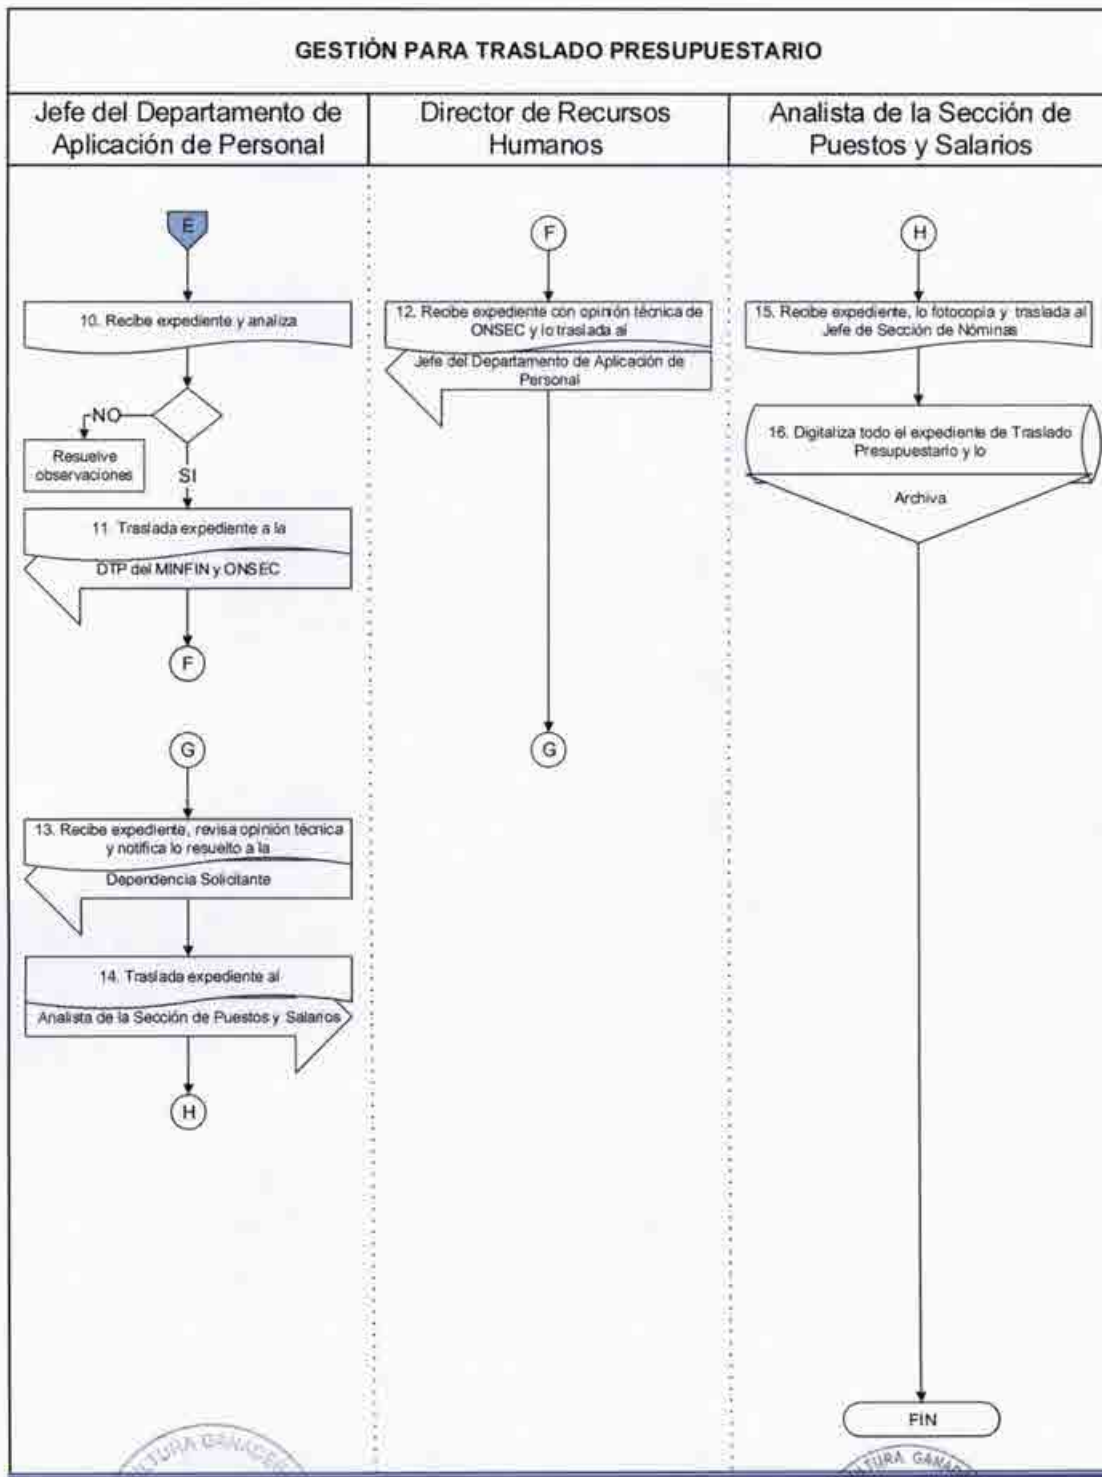 GESTIÓN PARA TRASLADO PRESUPUESTARIO
Jefe del Departamento de
Aplicación de Personal
Director de Recursos
Humanos
Analista de la Sección de
Puestos y Salarios
E
10. Recibe expediente y analiza
NO
Resuelve
observaciones
SI
11. Traslada expediente a la
DTP del MINFIN y ONSEC
F
G
13. Recibe expediente, revisa opinión técnica
y notifica lo resuelto a la
Dependencia Solicitante
14. Traslada expediente al
Analista de la Sección de Puestos y Salarios
H
F
12. Recibe expediente con opinión técnica de
ONSEC y lo traslada al
Jefe del Departamento de Aplicación de
Personal
G
H
15. Recibe expediente, lo fotocopia y traslada al
Jefe de Sección de Nóminas
16. Digitaliza todo el expediente de Traslado
Presupuestario y lo
Archiva
FIN